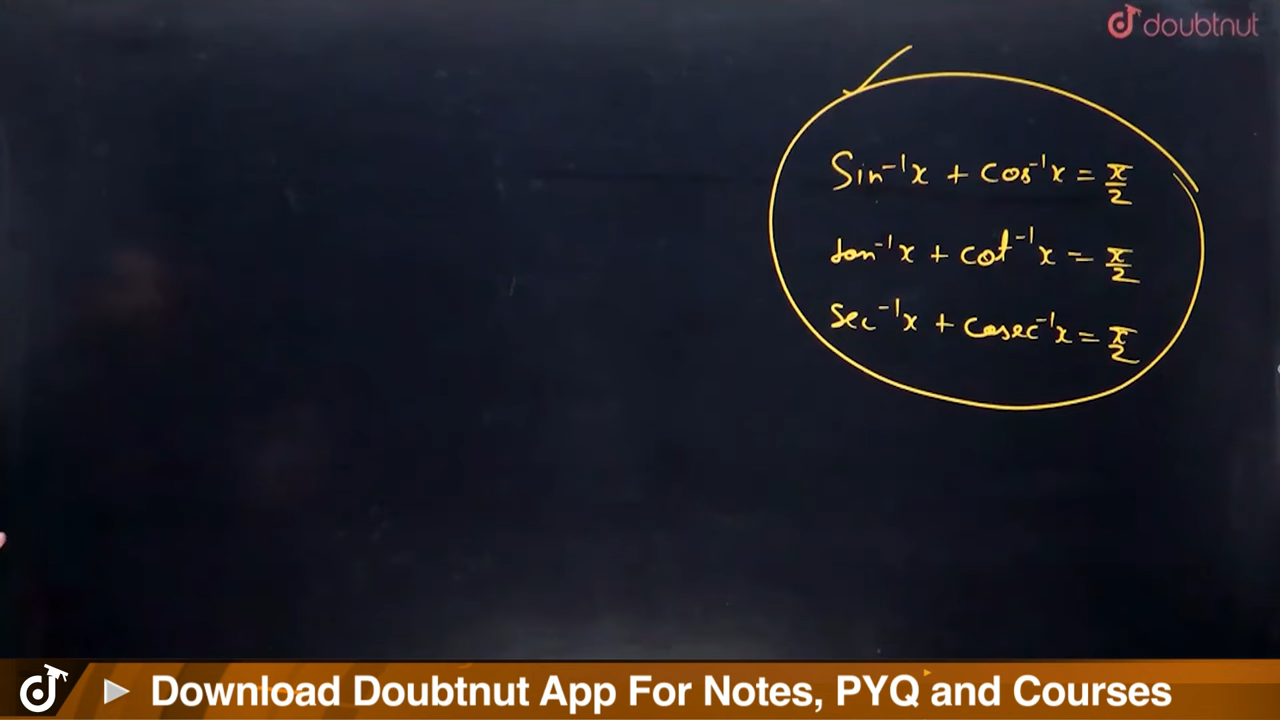 doubtnut
Sin⁻¹x + cos⁻¹x = π/2
tan⁻¹x + cot⁻¹x = π/2
Sec⁻¹x + Cosec⁻¹x = π/2
Download Doubtnut App For Notes, PYQ and Courses